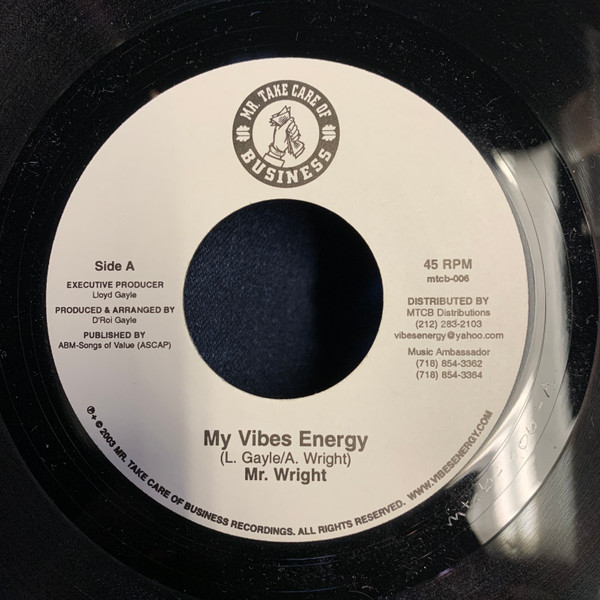 MR. TAKE CARE OF
BUSINESS
Side A
EXECUTIVE PRODUCER
Lloyd Gayle
PRODUCED & ARRANGED BY
D'Roi Gayle
PUBLISHED BY
ABM-Songs of Value (ASCAP)
45 RPM
mtcb-006
DISTRIBUTED BY
MTCB Distributions
(212) 283-2103
vibesenergy@yahoo.com
Music Ambassador
(718) 854-3362
(718) 854-3364
My Vibes Energy
(L. Gayle/A. Wright)
Mr. Wright
℗ + © 2003 MR. TAKE CARE OF BUSINESS RECORDINGS. ALL RIGHTS RESERVED. WWW.VIBESENERGY.COM